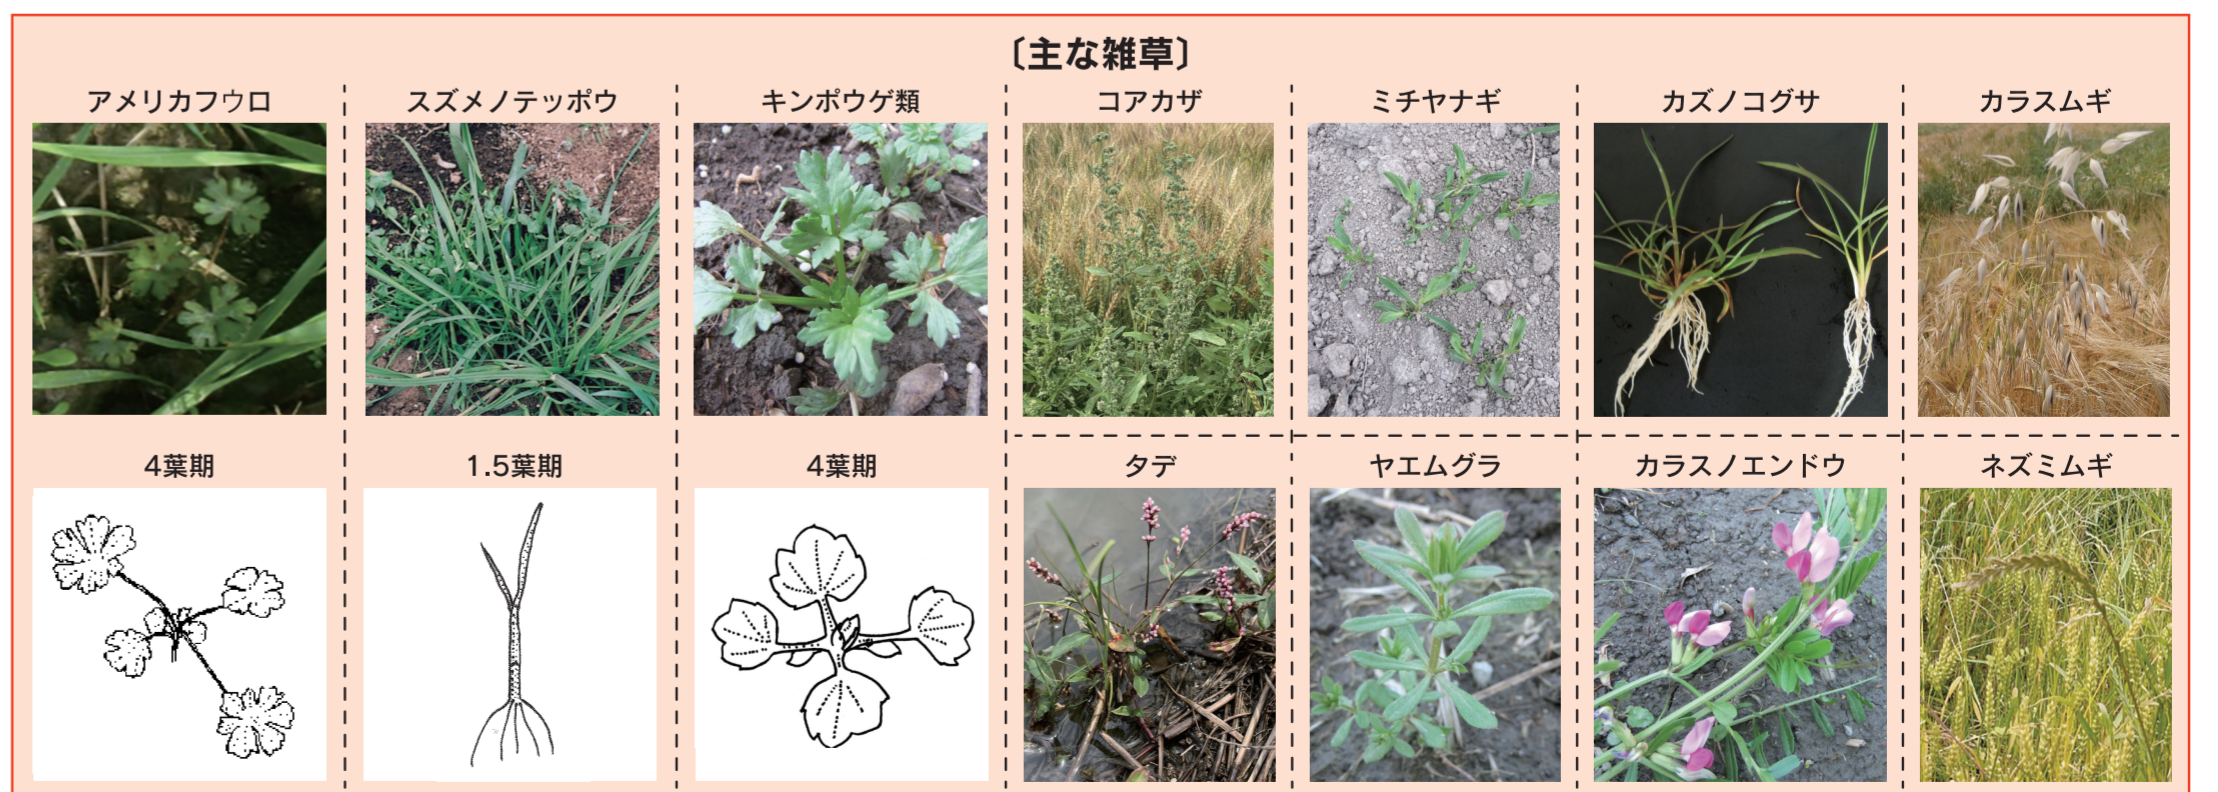 〔主な雑草〕
アメリカフウロ
スズメノテッポウ
キンポウゲ類
コアカザ
ミチヤナギ
カズノコグサ
カラスムギ
4葉期
1.5葉期
4葉期
タデ
ヤエムグラ
カラスノエンドウ
ネズミムギ